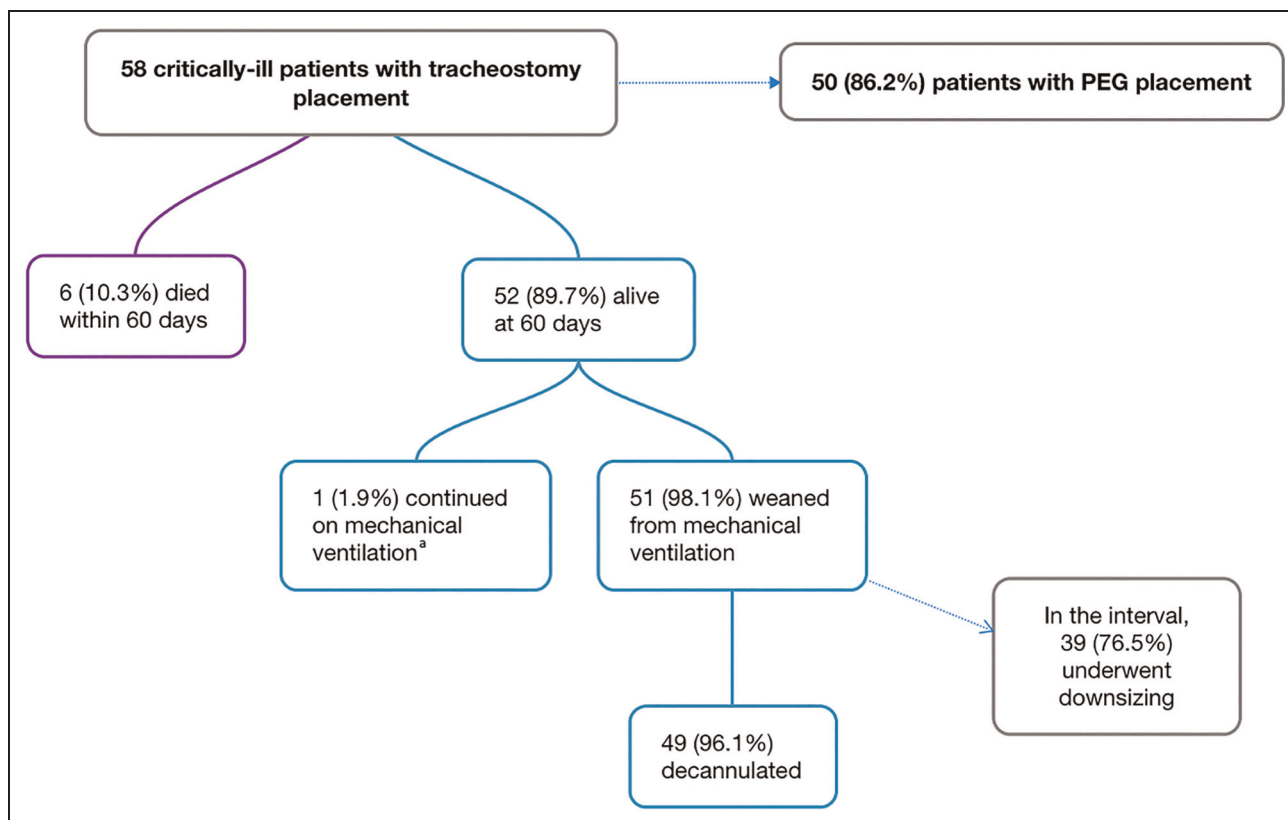 58 critically-ill patients with tracheostomy
placement
50 (86.2%) patients with PEG placement
6 (10.3%) died
within 60 days
52 (89.7%) alive
at 60 days
1 (1.9%) continued
on mechanical
ventilationᵃ
51 (98.1%) weaned
from mechanical
ventilation
In the interval,
39 (76.5%)
underwent
downsizing
49 (96.1%)
decannulated